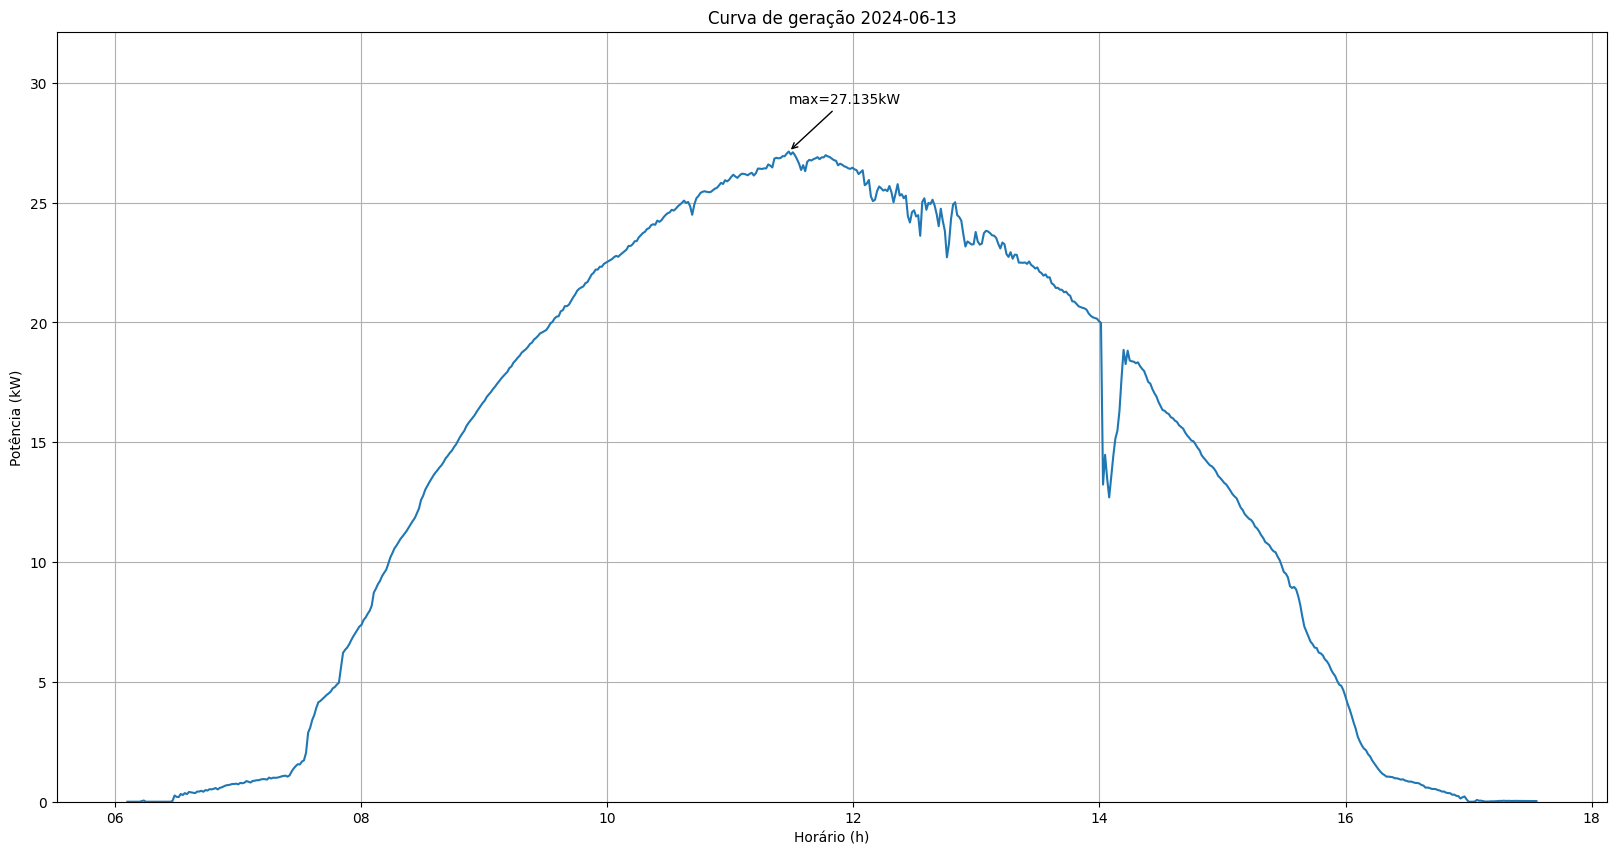 Curva de geração 2024-06-13
30
max=27.135kW
25
20
15
Potência (kW)
10
5
0
06 08 10 12 14 16 18
Horário (h)